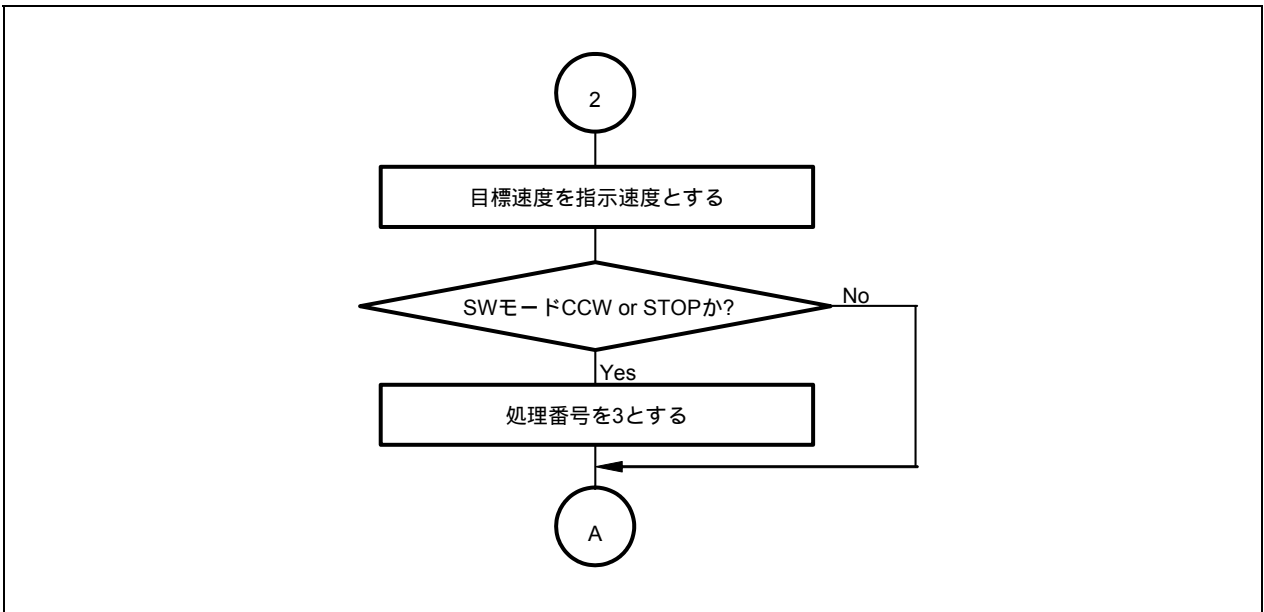 2
目標速度を指示速度とする
SWモードCCW or STOPか?
No
Yes
処理番号を3とする
A